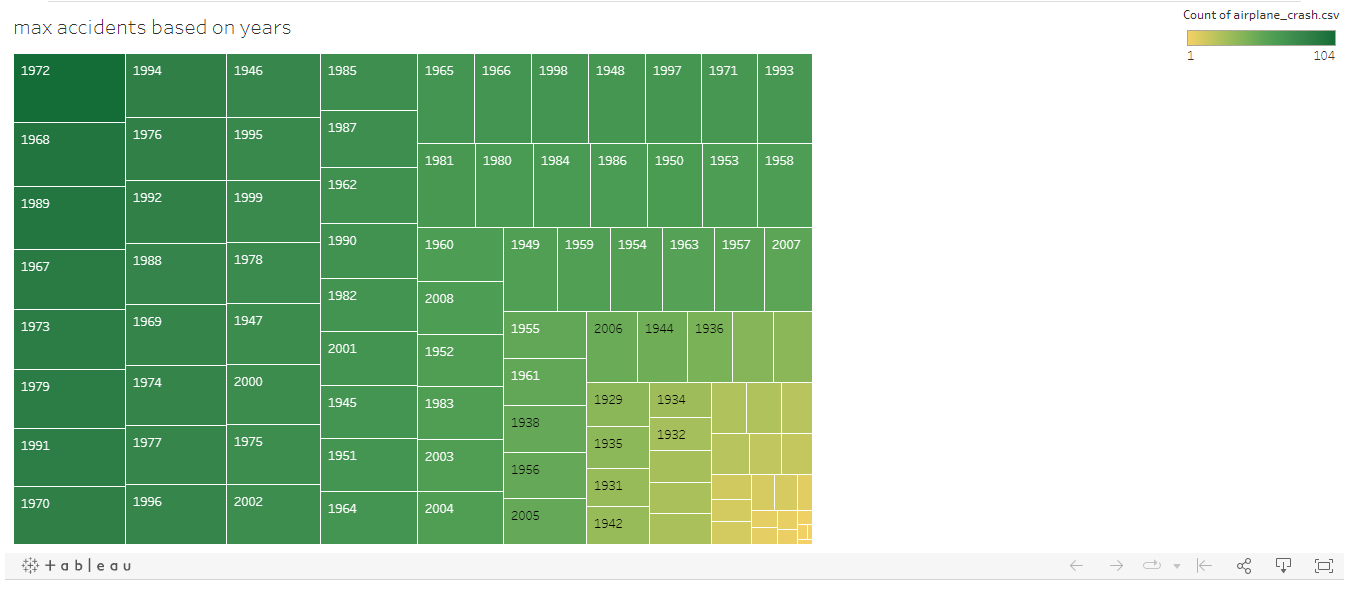 max accidents based on years
Count of airplane_crash.csv
1 104
1972 1994 1946 1985 1965 1966 1998 1948 1997 1971 1993
1968 1976 1995 1987
1981 1980 1984 1986 1950 1953 1958
1989 1992 1999 1962
1967 1988 1978 1990 1960 1949 1959 1954 1963 1957 2007
1973 1969 1947 1982 2008
1979 1974 2000 2001 1952 1955 2006 1944 1936
1961
1991 1977 1975 1945 1983 1938 1929 1934
1932
1970 1996 2002 1951 2003 1956 1935
1931
1964 2004 2005 1942
+ a b l e a u